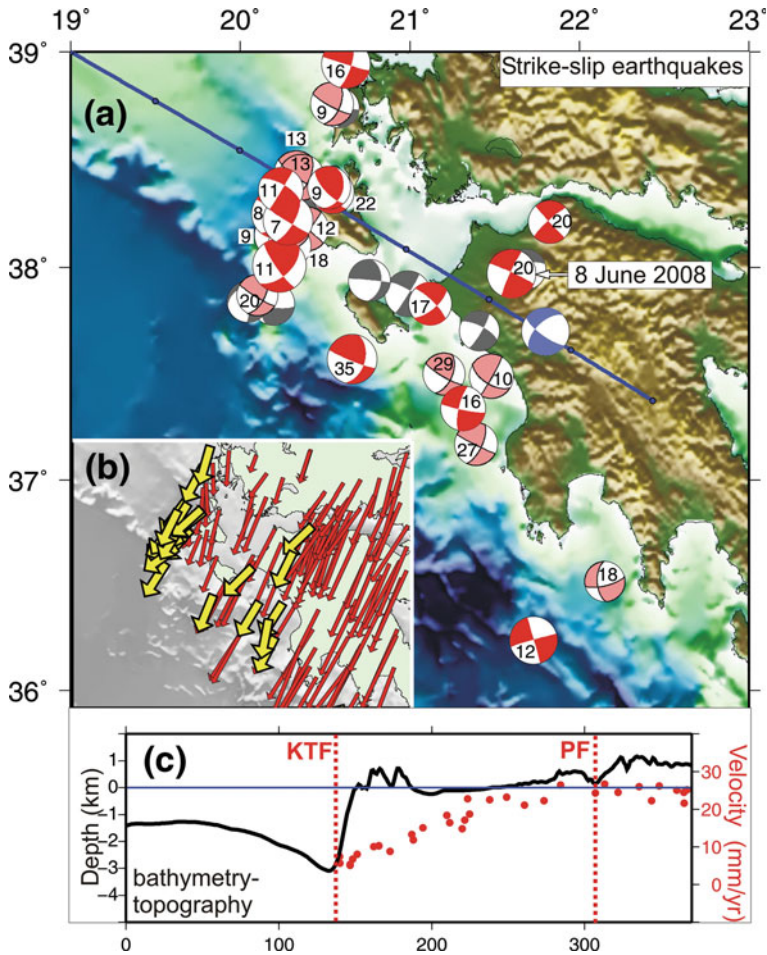 19° 20° 21° 22° 23°
39°
Strike-slip earthquakes
(a)
16
9
13
13
11
9
22
8
7
12
20
9
18
38°
11
20
8 June 2008
20
17
35
29
10
16
27
37°
(b)
18
12
36°
(c)
KTF
PF
1
0
−1
−2
−3
−4
Depth (km)
bathymetry-
topography
30
20
10
0
Velocity (mm/yr)
0 100 200 300